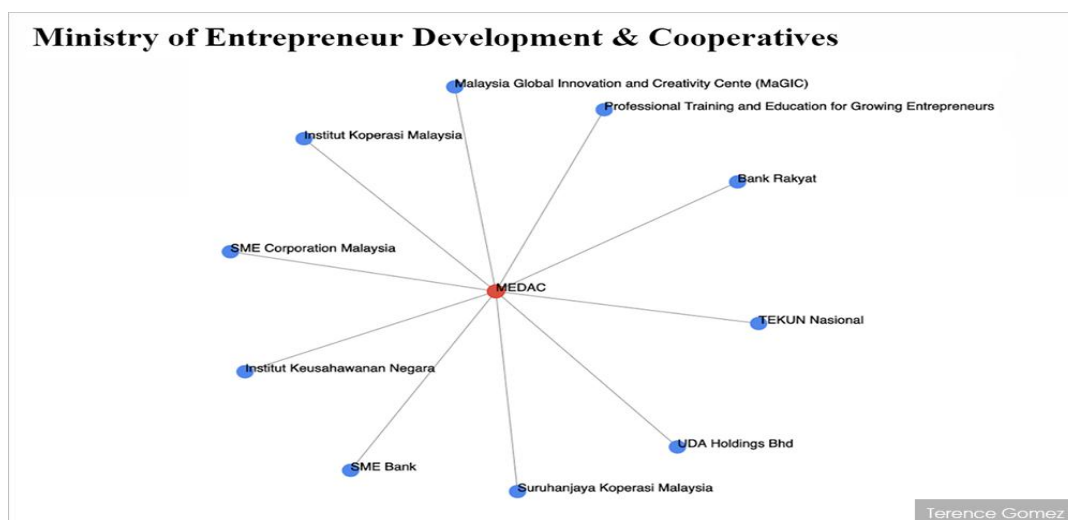 Ministry of Entrepreneur Development & Cooperatives
Malaysia Global Innovation and Creativity Cente (MaGIC)
Professional Training and Education for Growing Entrepreneurs
Institut Koperasi Malaysia
Bank Rakyat
SME Corporation Malaysia
MEDAC
TEKUN Nasional
Institut Keusahawanan Negara
UDA Holdings Bhd
SME Bank
Suruhanjaya Koperasi Malaysia
Terence Gomez